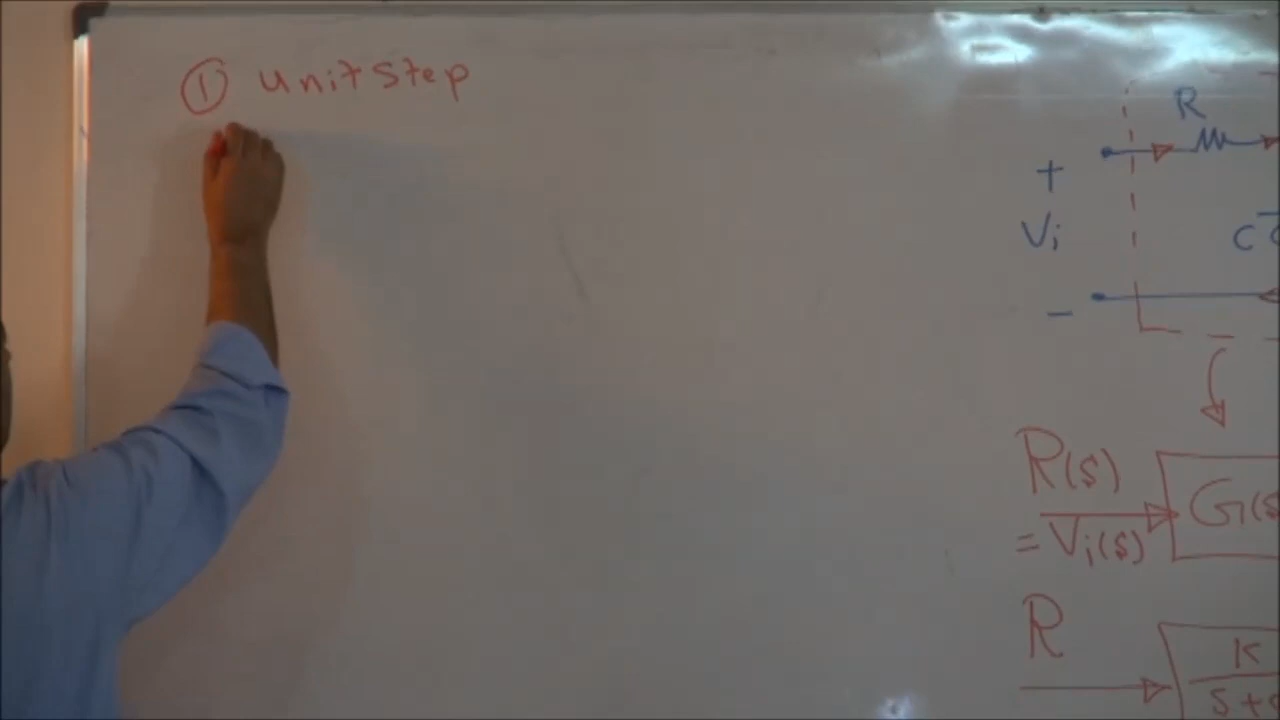 ① unit step
R
+
Vi
C
-
R(s)
G(s
= Vi(s)
R
K
s+